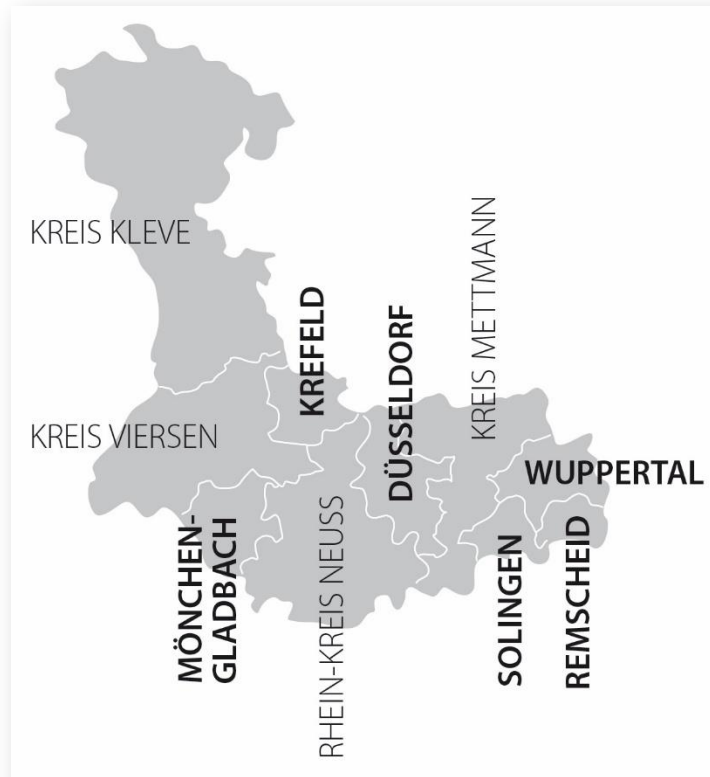 KREIS KLEVE
KREFELD
DÜSSELDORF
KREIS METTMANN
KREIS VIERSEN
WUPPERTAL
MÖNCHEN-
GLADBACH
RHEIN-KREIS NEUSS
SOLINGEN
REMSCHEID